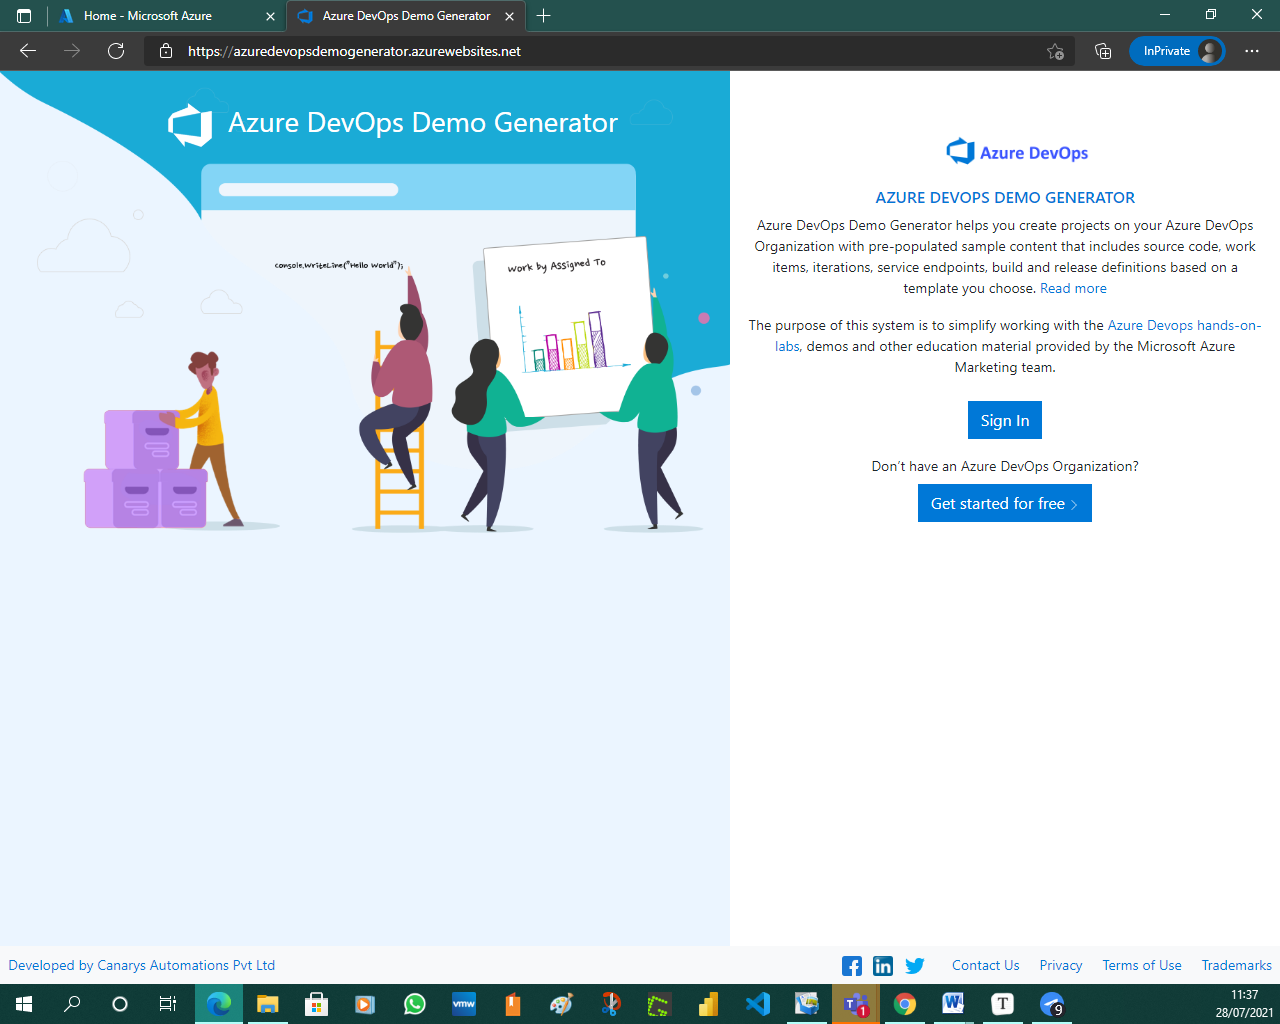 Home - Microsoft Azure
Azure DevOps Demo Generator
https://azuredevopsdemogenerator.azurewebsites.net
InPrivate
Azure DevOps Demo Generator
console.WriteLine("Hello World");
Work by Assigned To
Azure DevOps
AZURE DEVOPS DEMO GENERATOR
Azure DevOps Demo Generator helps you create projects on your Azure DevOps
Organization with pre-populated sample content that includes source code, work
items, iterations, service endpoints, build and release definitions based on a
template you choose. Read more
The purpose of this system is to simplify working with the Azure Devops hands-on-
labs, demos and other education material provided by the Microsoft Azure
Marketing team.
Sign In
Don't have an Azure DevOps Organization?
Get started for free
Developed by Canarys Automations Pvt Ltd
Contact Us
Privacy
Terms of Use
Trademarks
vmw
1
W
T
9
11:37
28/07/2021